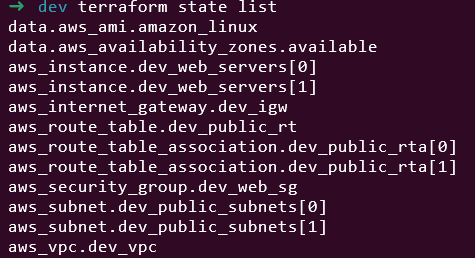 ➜ dev terraform state list
data.aws_ami.amazon_linux
data.aws_availability_zones.available
aws_instance.dev_web_servers[0]
aws_instance.dev_web_servers[1]
aws_internet_gateway.dev_igw
aws_route_table.dev_public_rt
aws_route_table_association.dev_public_rta[0]
aws_route_table_association.dev_public_rta[1]
aws_security_group.dev_web_sg
aws_subnet.dev_public_subnets[0]
aws_subnet.dev_public_subnets[1]
aws_vpc.dev_vpc